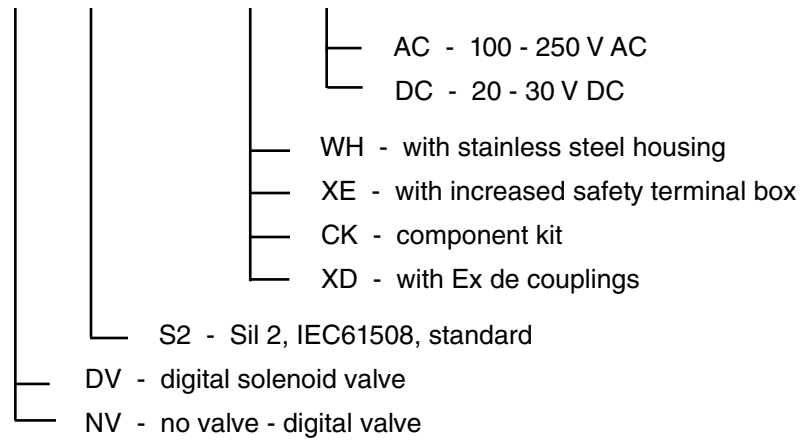 AC - 100 - 250 V AC
DC - 20 - 30 V DC
WH - with stainless steel housing
XE - with increased safety terminal box
CK - component kit
XD - with Ex de couplings
S2 - Sil 2, IEC61508, standard
DV - digital solenoid valve
NV - no valve - digital valve